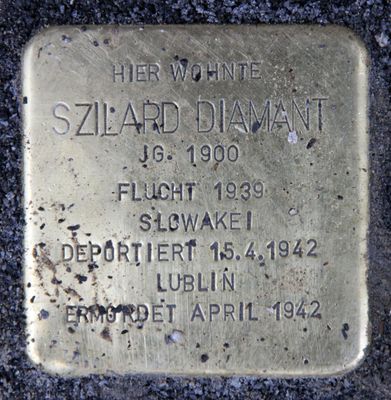 HIER WOHNTE
SZILARD DIAMANT
JG. 1900
FLUCHT 1939
SLOWAKEI
DEPORTIERT 15.4.1942
LUBLIN
ERMORDET APRIL 1942